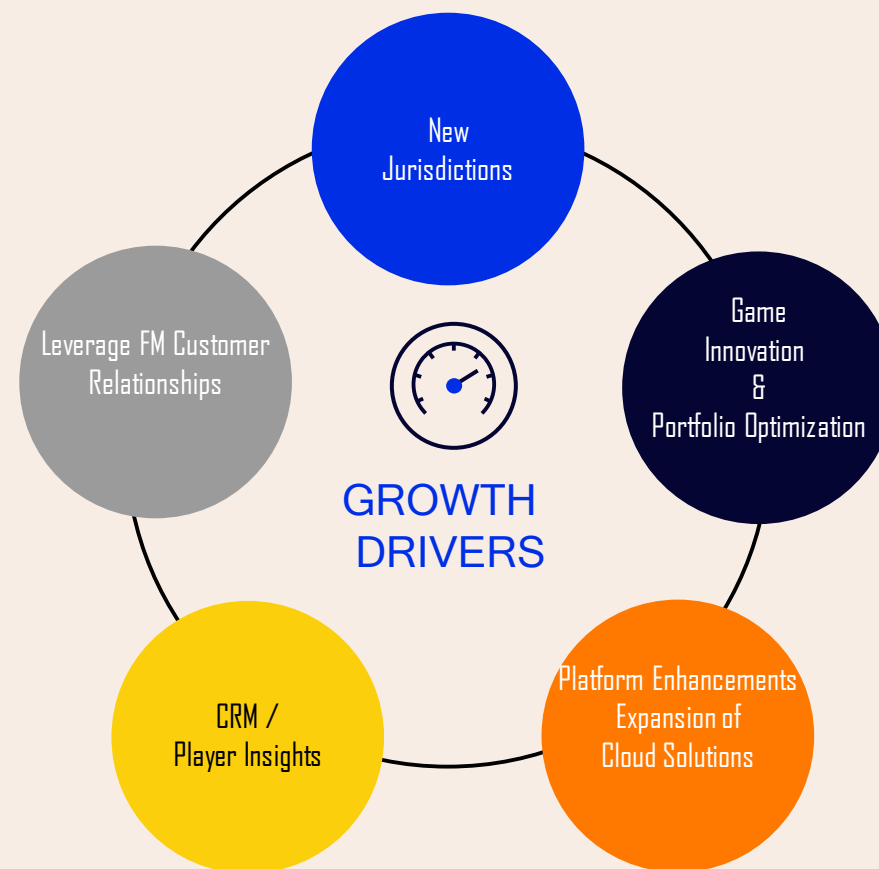 New
Jurisdictions
Game
Innovation
&
Portfolio Optimization
Leverage FM Customer
Relationships
GROWTH
DRIVERS
Platform Enhancements
Expansion of
Cloud Solutions
CRM /
Player Insights